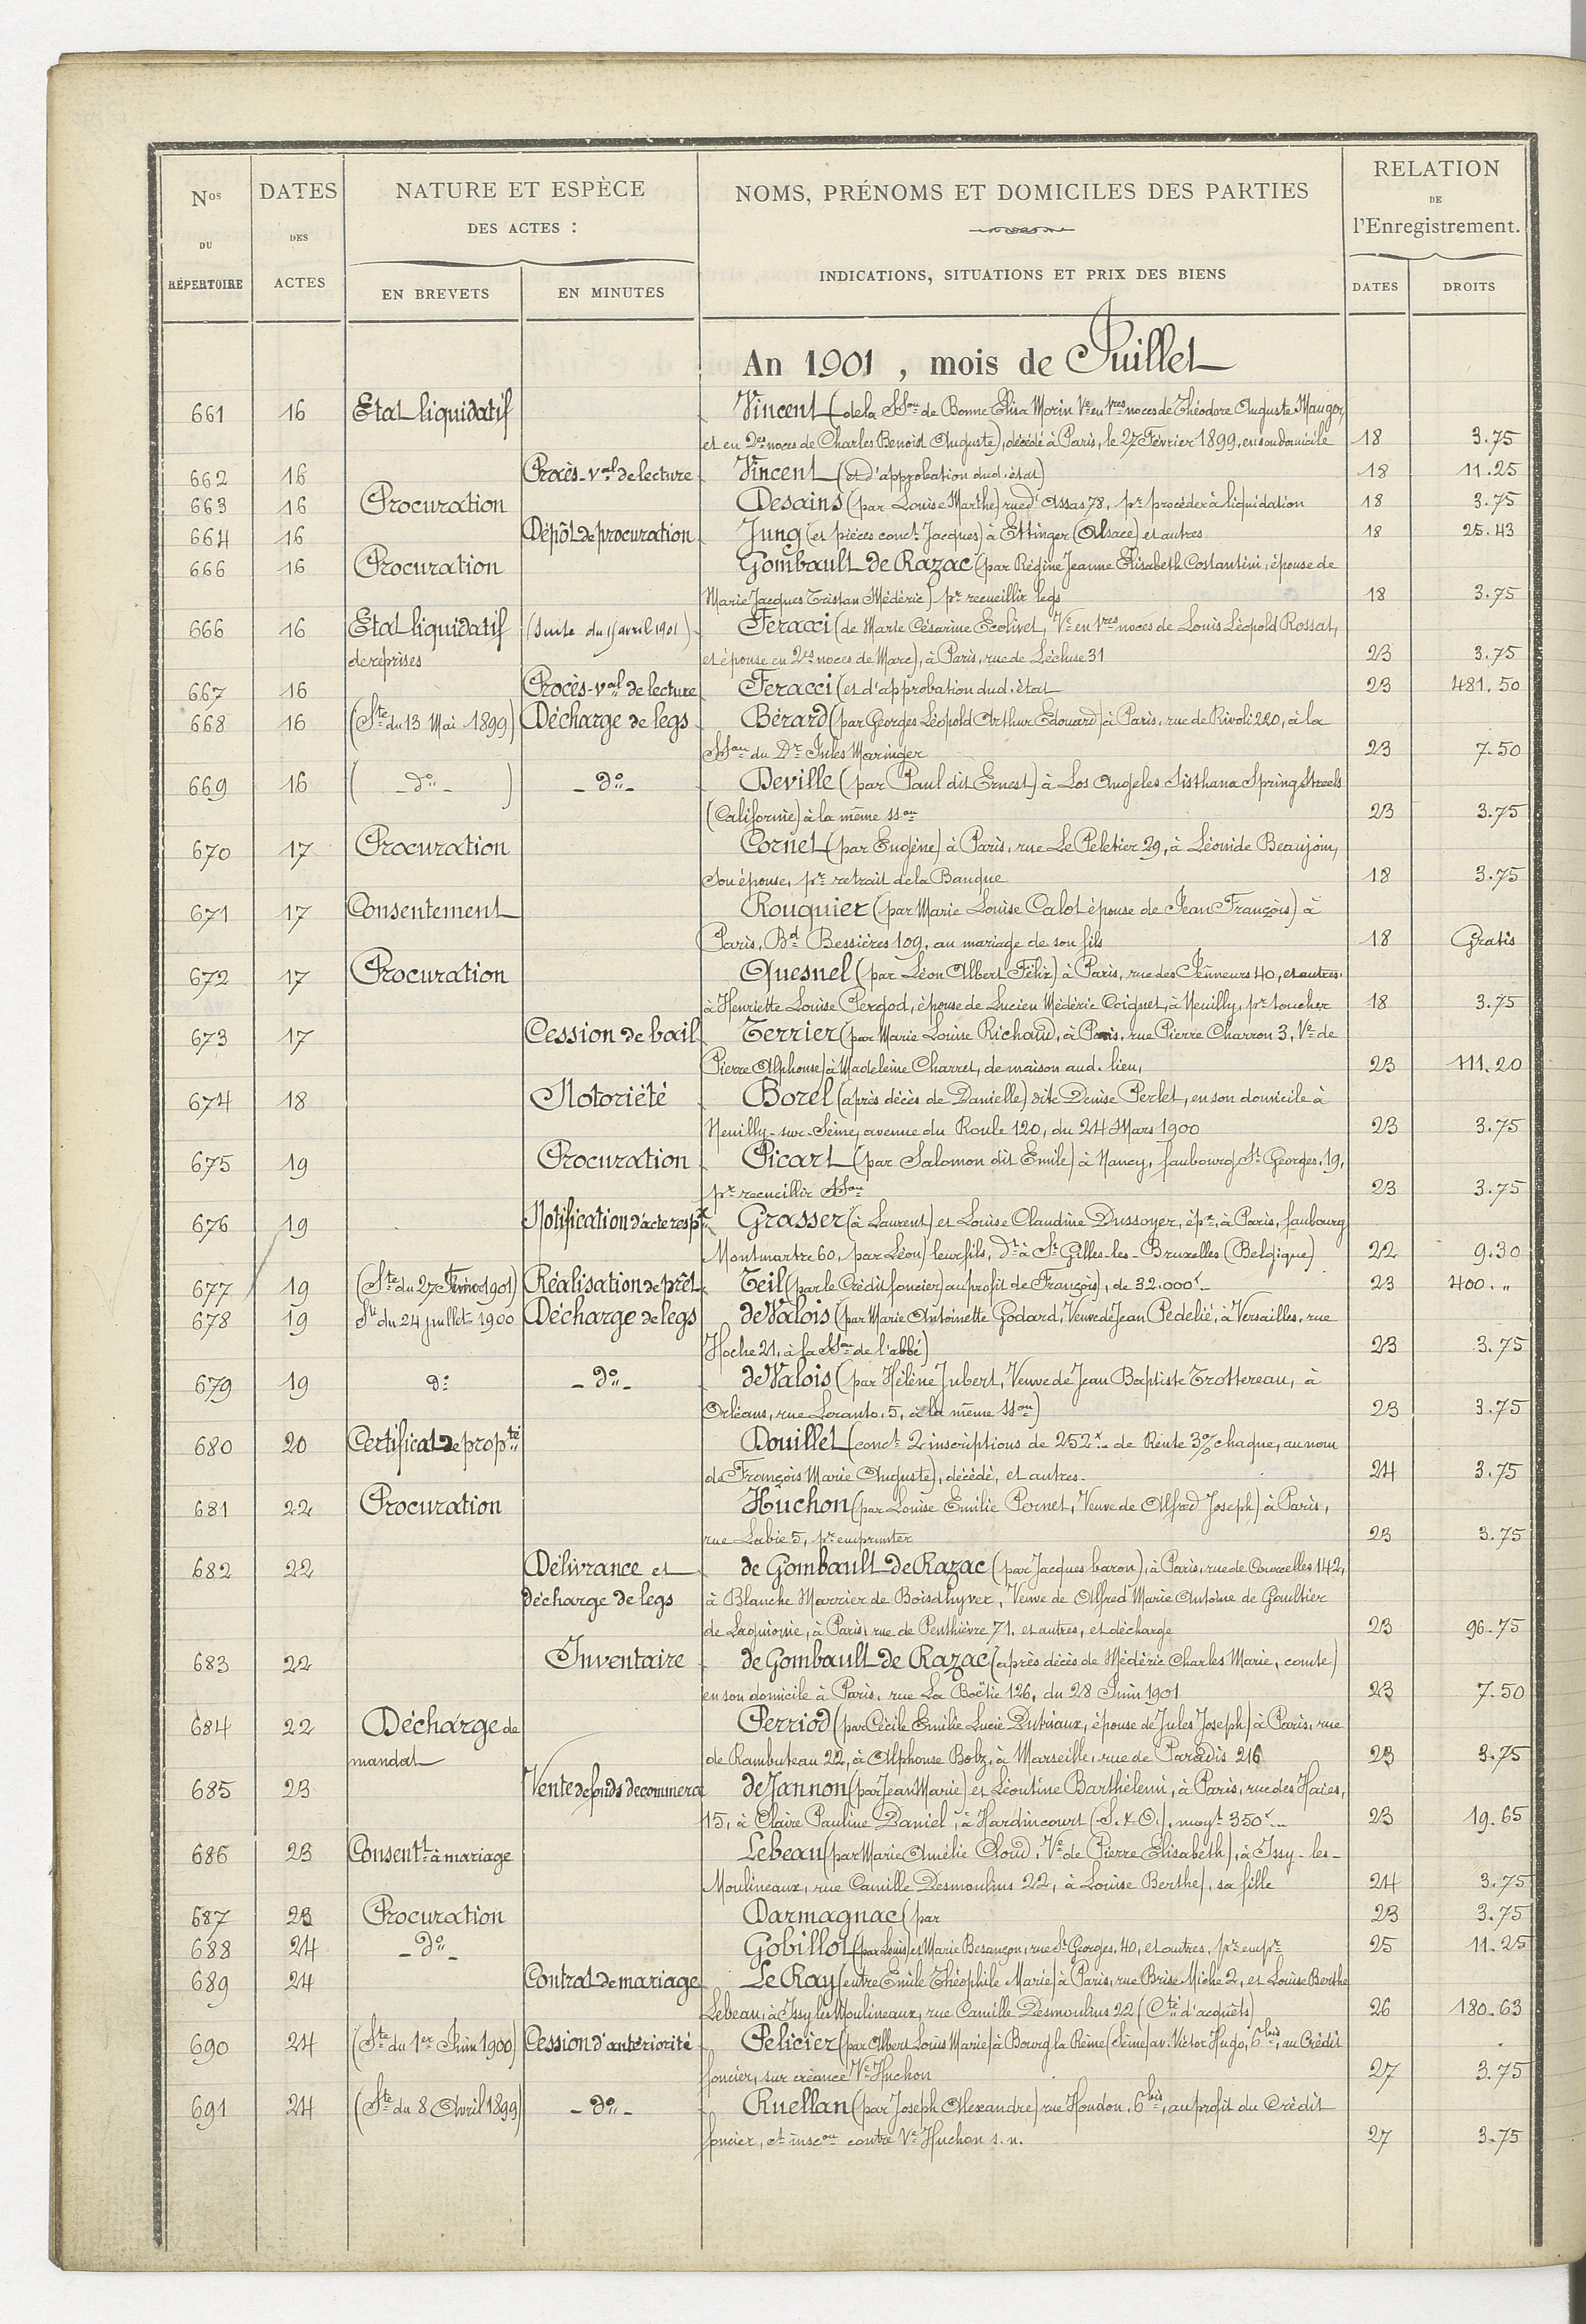 Nos DU RÉPERTOIRE
DATES DES ACTES
NATURE ET ESPÈCE DES ACTES :
EN BREVETS
EN MINUTES
NOMS, PRÉNOMS ET DOMICILES DES PARTIES
INDICATIONS, SITUATIONS ET PRIX DES BIENS
RELATION DE l'Enregistrement.
DATES
DROITS
An 1901, mois de Juillet
661 16 Etat liquidatif Vincent (de la SSon de Bonne Elisa Morin Ve en 1res noces de Théodore Auguste Mauger,
et en 2es noces de Charles Benoist Auguste), décédé à Paris, le 27 Février 1899, en son domicile 18 3.75
662 16 Procès-val de lecture Vincent (et d'approbation dud. état) 18 11.25
663 16 Procuration Desains (par Louise Marthe) rue d'Assas 78, pr procéder à liquidation 18 3.75
664 16 Dépôt de procuration Jung (et pièces conct Jacques) à Ettinger (Alsace) et autres 18 25.43
666 16 Procuration Gombault de Razac (par Régine Jeanne Elisabeth Costantini, épouse de
Marie Jacques Tristan Médéric) pr recueillir legs 18 3.75
666 16 Etat liquidatif (Suite du 15 avril 1901) Feracci (de Marie Césarine Ecolivet, Ve en 1res noces de Louis Léopold Rossat,
de reprises et épouse en 2es noces de Marc), à Paris, rue de Lécluse 31 23 3.75
667 16 Procès-val de lecture Feracci (et d'approbation dud. état 23 481.50
668 16 (Ste du 13 Mai 1899) Décharge de legs Bérard (par Georges Léopold Arthur Edouard) à Paris, rue de Rivoli 220, à la
SSon du Dr Jules Maringer 23 7.50
669 16 ( -do- ) -do- Deville (par Paul dit Ernest) à Los Angeles Sisthana Spring Streets
(Californie) à la même SSon 23 3.75
670 17 Procuration Cornet (par Eugène) à Paris, rue Le Peletier 29, à Léonide Beaujoin,
son épouse, pr retrait de la Banque 18 3.75
671 17 Consentement Rouquier (par Marie Louise Calot épouse de Jean François) à
Paris, Bd Bessières 109, au mariage de son fils 18 Gratis
672 17 Procuration Quesnel (par Léon Albert Félix) à Paris, rue des Jeûneurs 40, et autres,
à Henriette Louise Pergod, épouse de Lucien Médéric Coignet, à Neuilly, pr toucher 18 3.75
673 17 Cession de bail Terrier (par Marie Louise Richaud, à Paris, rue Pierre Charron 3, Ve de
Pierre Alphonse) à Madeleine Charret, de maison aud. lieu, 23 111.20
674 18 Notoriété Borel (après décès de Danielle) dite Denise Perlet, en son domicile à
Neuilly-sur-Seine, avenue du Roule 120, du 24 Mars 1900 23 3.75
675 19 Procuration Picart (par Salomon dit Emile) à Nancy, faubourg St Georges, 19,
pr recueillir SSon 23 3.75
676 19 Notification d'acte respx Grasser (à Laurent) et Louise Claudine Dussoyer, épx, à Paris, faubourg
Montmartre 60, par Léon) leur fils, dt à St Gilles-les-Bruxelles (Belgique) 22 9.30
677 19 (Ste du 27 Février 1901) Réalisation de prêt Teil (par le Crédit foncier) au profit de François), de 32.000f 23 400. "
678 19 Ste du 24 juillet 1900 Décharge de legs de Valois (par Marie Antoinette Godard, Veuve de Jean Pedelié, à Versailles, rue
Hoche 21, à la SSon de l'abbé) 23 3.75
679 19 do -do- de Valois (par Hélène Jubert, Veuve de Jean Baptiste Trottereau, à
Orléans, rue 5, à la même SSon) 23 3.75
680 20 Certificat de propté Douillet (conct 2 inscriptions de 252f de Rente 3% chaque, au nom
de François Marie Auguste), décédé, et autres. 24 3.75
681 22 Procuration Huchon (par Louise Emilie Pernet, Veuve de Alfred Joseph) à Paris,
rue Labie 5, pr emprunter 23 3.75
682 22 Délivrance et de Gombault de Razac (par Jacques baron), à Paris, rue de Courcelles 142,
décharge de legs à Blanche Marrier de Boisdhyver, Veuve de Alfred Marie Antoine de Gaultier
de Laguionie, à Paris, rue de Penthièvre 71, et autres, et décharge 23 96.75
683 22 Inventaire de Gombault de Razac (après décès de Médéric Charles Marie, comte)
en son domicile à Paris, rue La Boëtie 126, du 28 Juin 1901 23 7.50
684 22 Décharge de Perriod (par Cécile Emilie Lucie Dutriaux, épouse de Jules Joseph) à Paris, rue
mandat de Rambuteau 22, à Alphonse Bolz, à Marseille, rue de Paradis 216 23 3.75
685 23 Vente de fonds de commerce de Jannon (par Jean Marie) et Léontine Barthélemi, à Paris, rue des Haies,
15, à Claire Pauline Daniel, à Hardincourt (S. & O.), moyt 350f 23 19.65
686 23 Consentt à mariage Lebeau (par Marie Amélie Cloud, Ve de Pierre Elisabeth), à Issy-les-
Moulineaux, rue Camille Desmoulins 22, à Louise Berthe), sa fille 24 3.75
687 23 Procuration Darmagnac (par 23 3.75
688 24 -do- Gobillot (par Louis) et Marie Besançon, rue St Georges, 40, et autres, pr empr 25 11.25
689 24 Contrat de mariage Le Ray (entre Emile Théophile Marie) à Paris, rue Brise Miche 2, et Louise Berthe
Lebeau, à Issy les Moulineaux, rue Camille Desmoulins 22 (Cté d'acquêts) 26 180.63
690 24 (Ste du 1er Juin 1900) Cession d'antériorité Pelicier (par Albert Louis Marie) à Bourg la Reine (Seine) av. Victor Hugo, 6bis, au Crédit
foncier, sur créance Ve Huchon 27 3.75
691 24 (Ste du 8 Avril 1899) -do- Ruellan (par Joseph Alexandre) rue Houdon, 6bis, au profit du Crédit
foncier, et inscon contre Ve Huchon s.n. 27 3.75